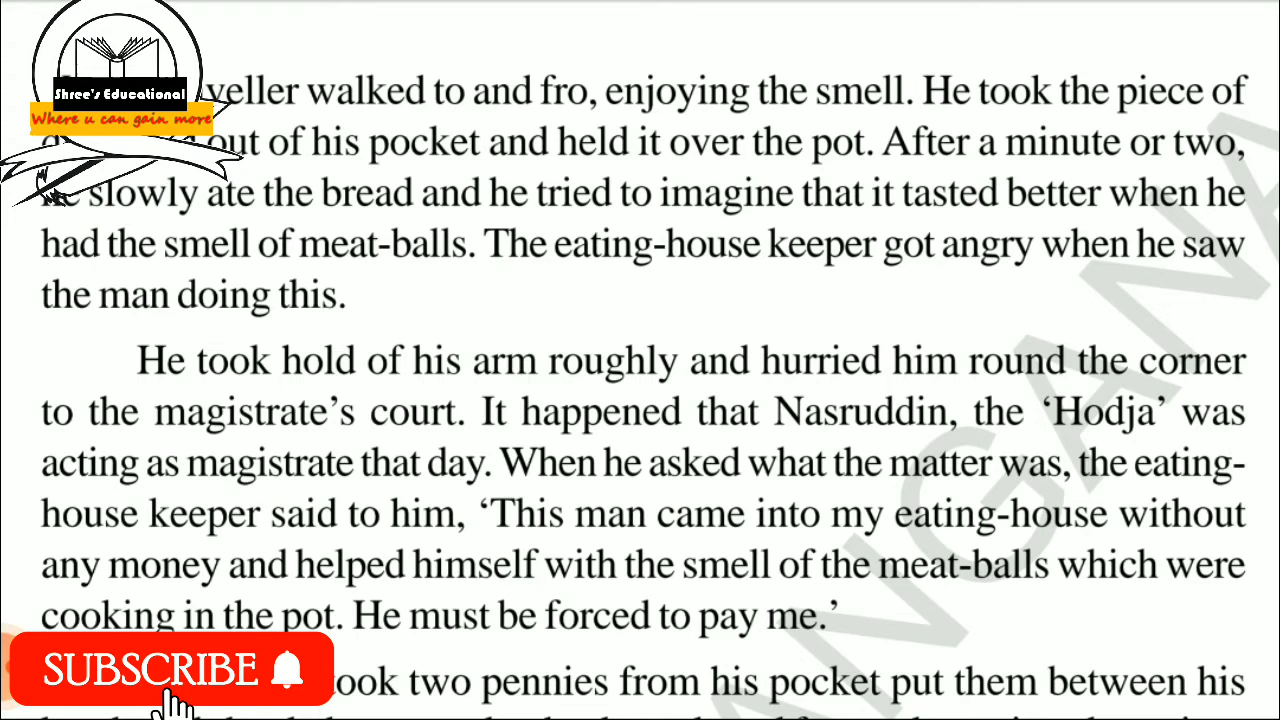 Shree's Educational
Where u can gain more
veller walked to and fro, enjoying the smell. He took the piece of
out of his pocket and held it over the pot. After a minute or two,
he slowly ate the bread and he tried to imagine that it tasted better when he
had the smell of meat-balls. The eating-house keeper got angry when he saw
the man doing this.
He took hold of his arm roughly and hurried him round the corner
to the magistrate's court. It happened that Nasruddin, the ‘Hodja’ was
acting as magistrate that day. When he asked what the matter was, the eating-
house keeper said to him, ‘This man came into my eating-house without
any money and helped himself with the smell of the meat-balls which were
cooking in the pot. He must be forced to pay me.’
SUBSCRIBE
took two pennies from his pocket put them between his
ANGANA